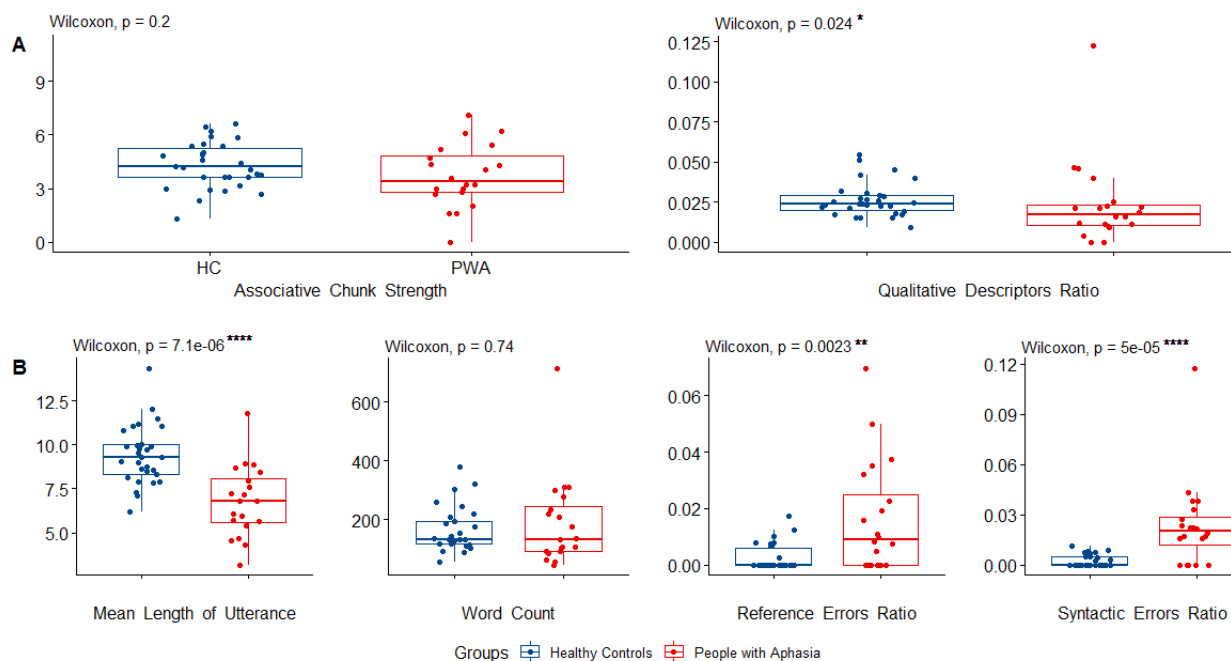 Wilcoxon, p = 0.2
Wilcoxon, p = 0.024 *
A
0.125
9
0.100
6
0.075
0.050
3
0.025
0
0.000
HC PWA
Associative Chunk Strength
Qualitative Descriptors Ratio
Wilcoxon, p = 7.1e-06 ****
Wilcoxon, p = 0.74
Wilcoxon, p = 0.0023 **
Wilcoxon, p = 5e-05 ****
B
12.5
10.0
7.5
5.0
600
400
200
0.06
0.04
0.02
0.00
0.12
0.09
0.06
0.03
0.00
Mean Length of Utterance
Word Count
Reference Errors Ratio
Syntactic Errors Ratio
Groups Healthy Controls People with Aphasia